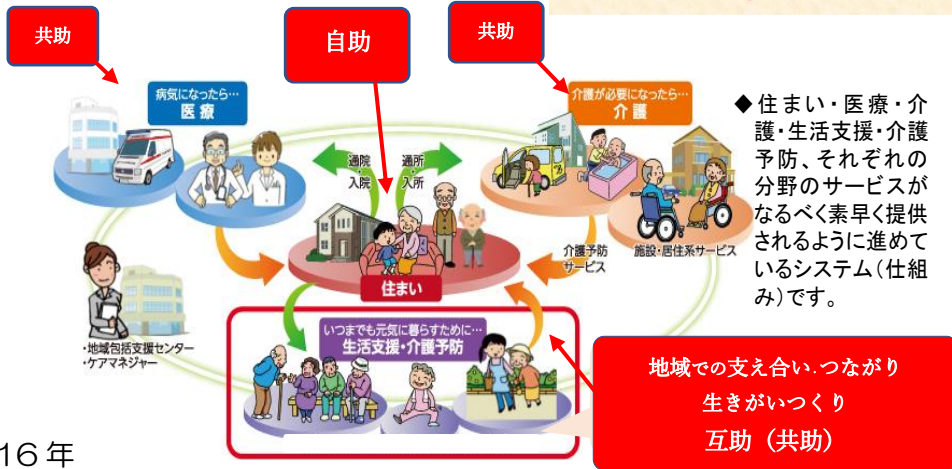 共助
自助
共助
病気になったら…
医療
介護が必要になったら…
介護
通院
・
入院
通所
・
入所
住まい
介護予防
サービス
施設・居住系サービス
・地域包括支援センター
・ケアマネジャー
いつまでも元気に暮らすために…
生活支援・介護予防
◆住まい・医療・介
護・生活支援・介護
予防、それぞれの
分野のサービスが
なるべく素早く提供
されるように進めて
いるシステム(仕組
み)です。
地域での支え合い.つながり
生きがいつくり
互助（共助）
16年